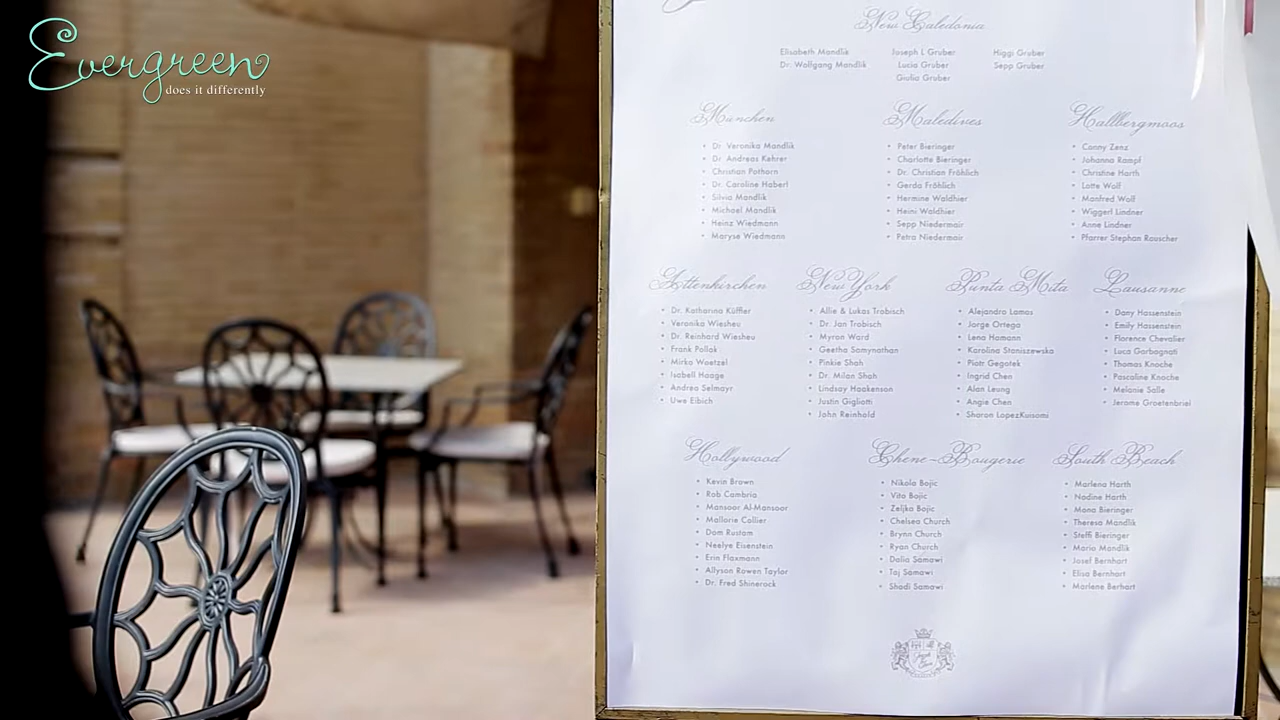 Evergreen
does it differently
New Caledonia
Elisabeth Mandlik
Dr. Wolfgang Mandlik
Joseph L Gruber
Lucia Gruber
Giulia Gruber
Higgi Gruber
Sepp Gruber
München
• Dr. Veronika Mandlik
• Dr. Andreas Kehrer
• Christian Pothorn
• Dr. Caroline Haberl
• Silvia Mandlik
• Michael Mandlik
• Heinz Wiedmann
• Maryse Wiedmann
Maledives
• Peter Bieringer
• Charlotte Bieringer
• Dr. Christian Fröhlich
• Gerda Fröhlich
• Hermine Waldhier
• Heini Waldhier
• Sepp Niedermair
• Petra Niedermair
Hallbergmoos
• Conny Zenz
• Johanna Rampf
• Christine Harth
• Lotte Wolf
• Manfred Wolf
• Wiggerl Lindner
• Anne Lindner
• Pfarrer Stephan Rauscher
Attenkirchen
• Dr. Katharina Küffler
• Veronika Wiesheu
• Dr. Reinhard Wiesheu
• Frank Pollok
• Mirka Woetzel
• Isabell Haage
• Andrea Selmayr
• Uwe Eibich
New York
• Allie & Lukas Trobisch
• Dr. Jan Trobisch
• Myron Ward
• Geetha Samynathan
• Pinkie Shah
• Dr. Milan Shah
• Lindsay Haakenson
• Justin Gigliotti
• John Reinhold
Punta Mita
• Alejandro Lamos
• Jorge Ortega
• Lena Hamann
• Karolina Staniszewska
• Piotr Gegotek
• Ingrid Chen
• Alan Leung
• Angie Chen
• Sharon LopezKuisomi
Lausanne
• Dany Hassenstein
• Emily Hassenstein
• Florence Chevalier
• Luca Garbagnati
• Thomas Knoche
• Pascaline Knoche
• Melanie Salle
• Jerome Groetenbriel
Hollywood
• Kevin Brown
• Rob Cambria
• Mansoor Al-Mansoor
• Mallorie Collier
• Dom Rustam
• Neelye Eisenstein
• Erin Flaxmann
• Allyson Rowen Taylor
• Dr. Fred Shinerock
Chene-Bougerie
• Nikola Bojic
• Vito Bojic
• Zeljka Bojic
• Chelsea Church
• Brynn Church
• Ryan Church
• Dalia Samawi
• Taj Samawi
• Shadi Samawi
South Beach
• Marlena Harth
• Nadine Harth
• Mona Bieringer
• Theresa Mandlik
• Steffi Bieringer
• Mario Mandlik
• Josef Bernhart
• Elisa Bernhart
• Marlene Berhart